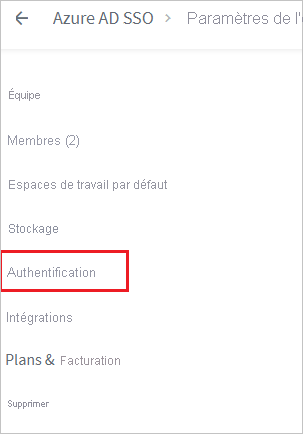 Azure AD SSO > Paramètres de l'
Équipe
Membres (2)
Espaces de travail par défaut
Stockage
Authentification
Intégrations
Plans & Facturation
Supprimer